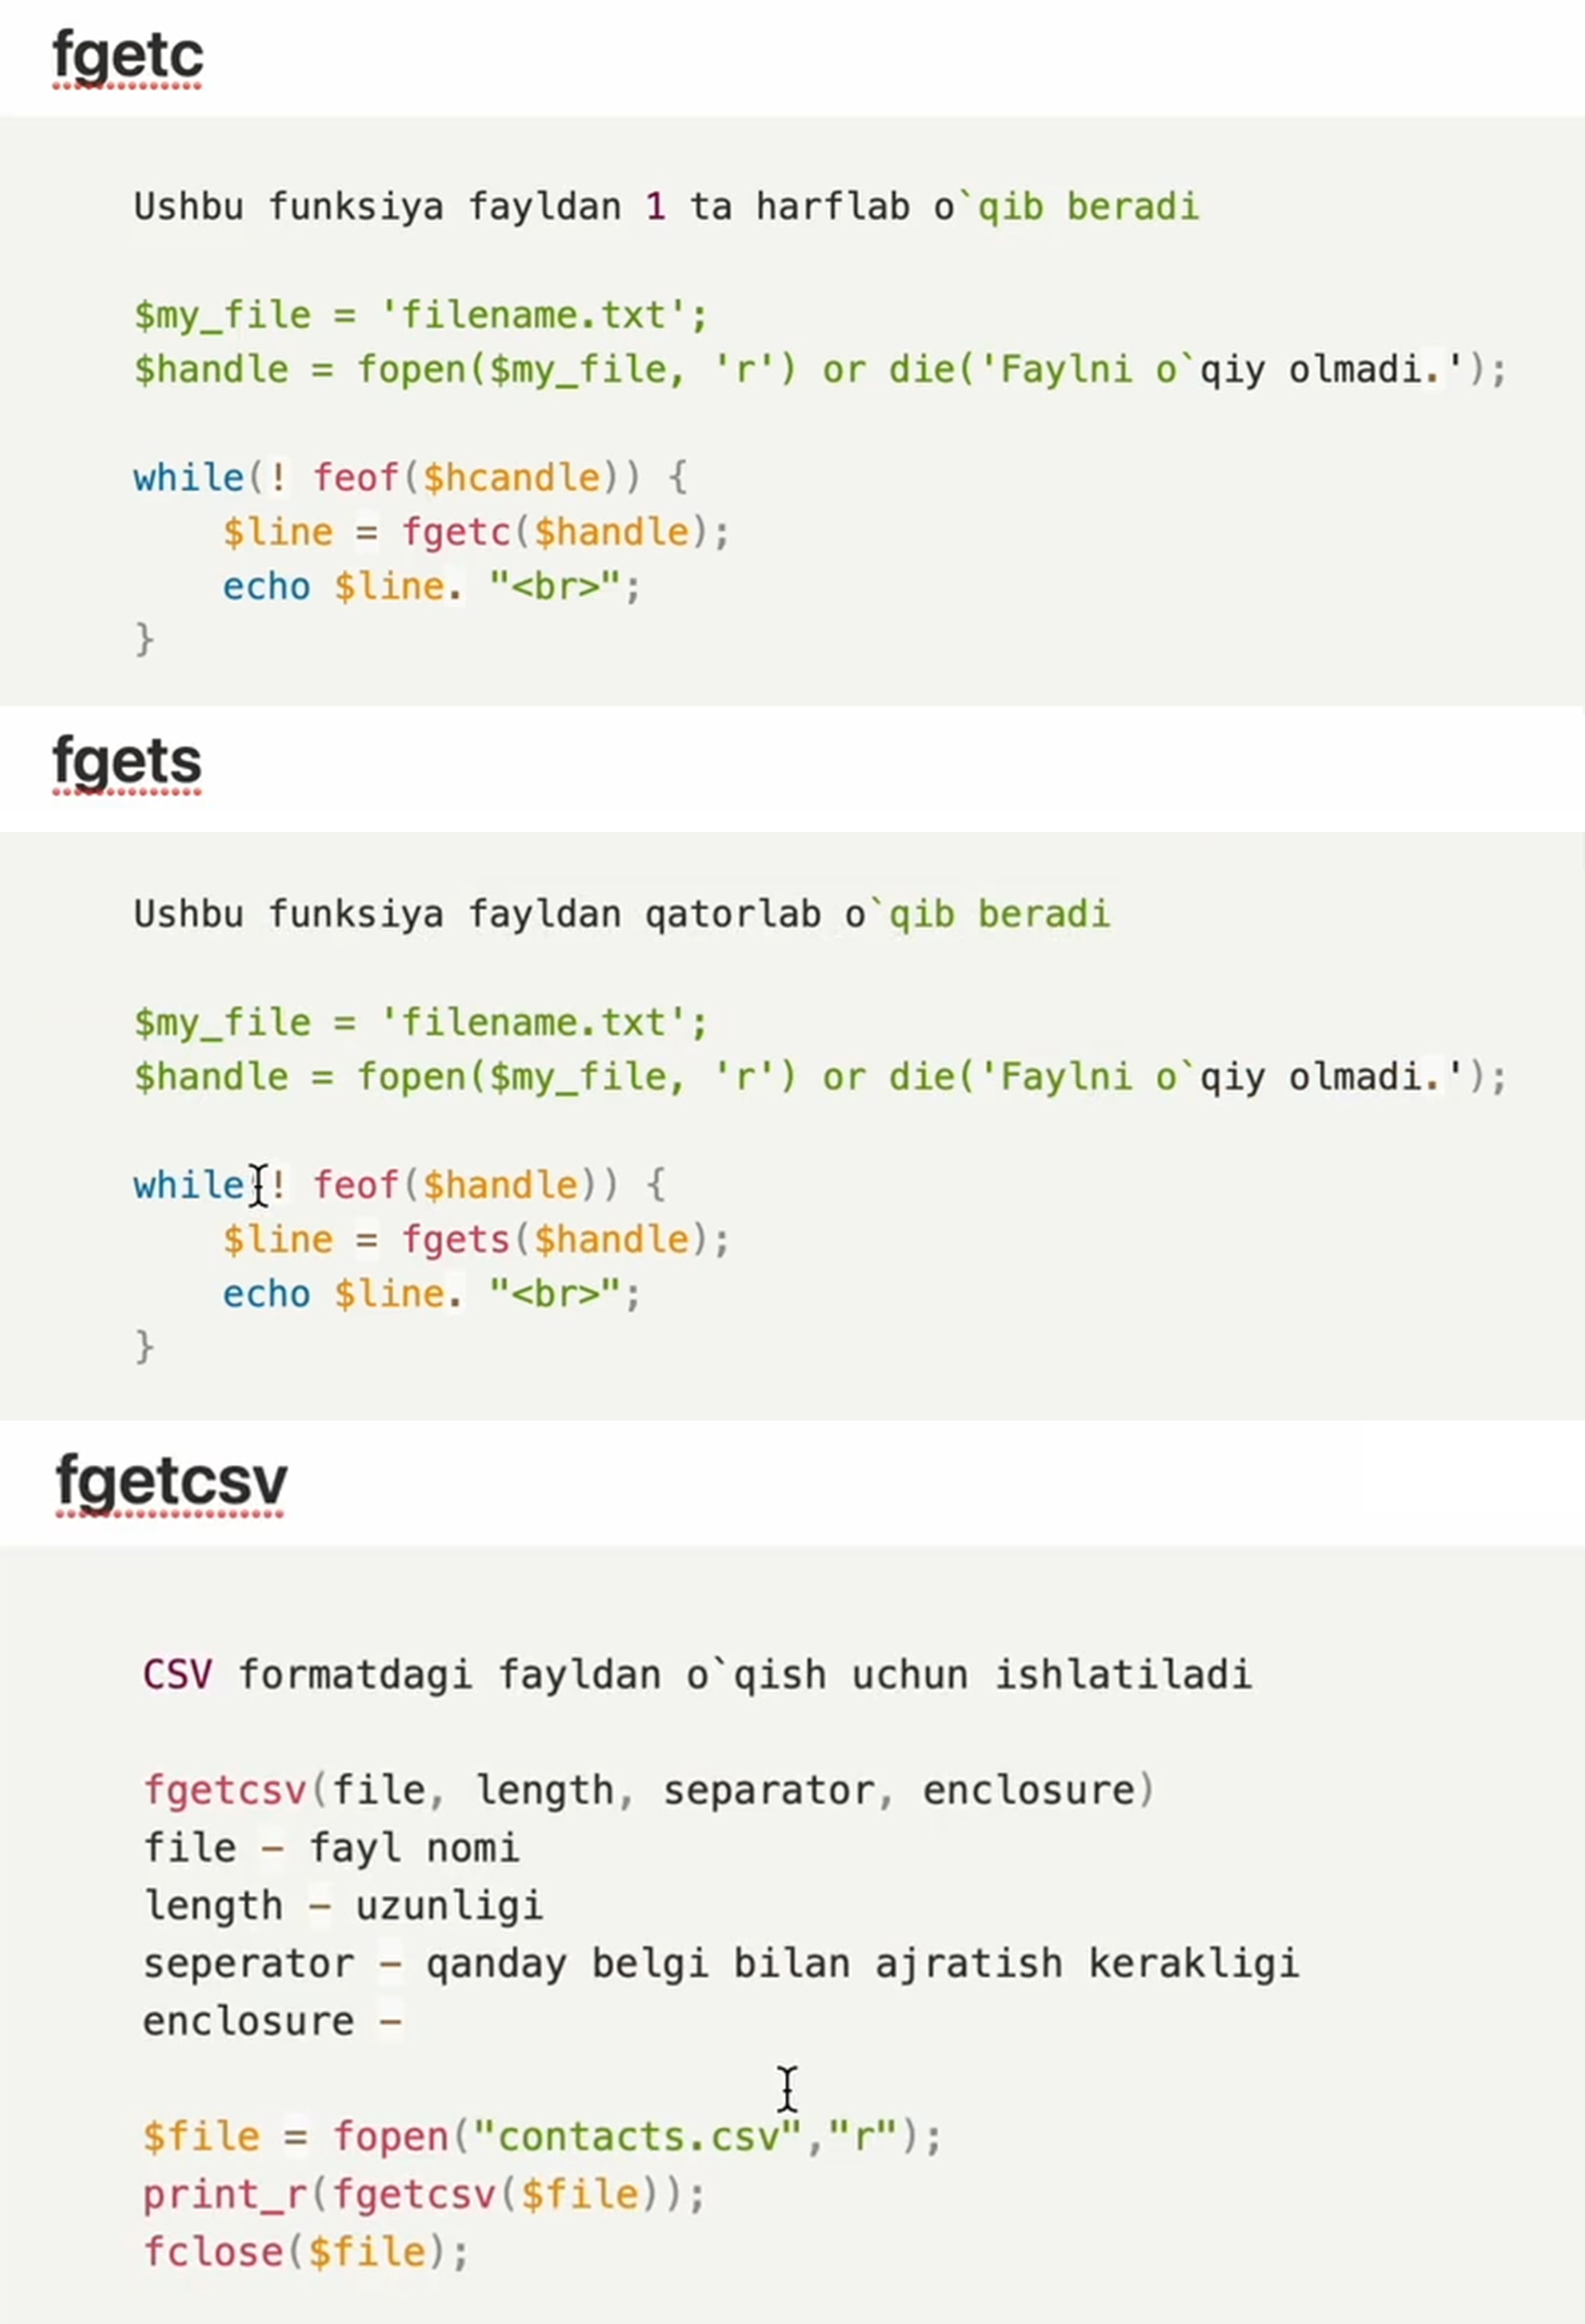 fgetc
Ushbu funksiya fayldan 1 ta harflab o`qib beradi
$my_file = 'filename.txt';
$handle = fopen($my_file, 'r') or die('Faylni o`qiy olmadi.');
while(! feof($hcandle)) {
$line = fgetc($handle);
echo $line. "<br>";
}
fgets
Ushbu funksiya fayldan qatorlab o`qib beradi
$my_file = 'filename.txt';
$handle = fopen($my_file, 'r') or die('Faylni o`qiy olmadi.');
while(! feof($handle)) {
$line = fgets($handle);
echo $line. "<br>";
}
fgetcsv
CSV formatdagi fayldan o`qish uchun ishlatiladi
fgetcsv(file, length, separator, enclosure)
file - fayl nomi
length - uzunligi
seperator - qanday belgi bilan ajratish kerakligi
enclosure -
$file = fopen("contacts.csv","r");
print_r(fgetcsv($file));
fclose($file);